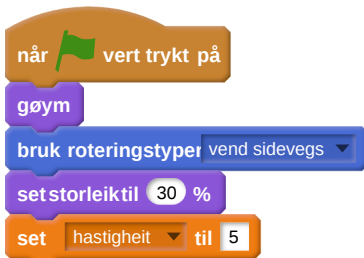 når vert trykt på
gøym
bruk roteringstypen vend sidevegs
set storleik til 30 %
set hastigheit til 5